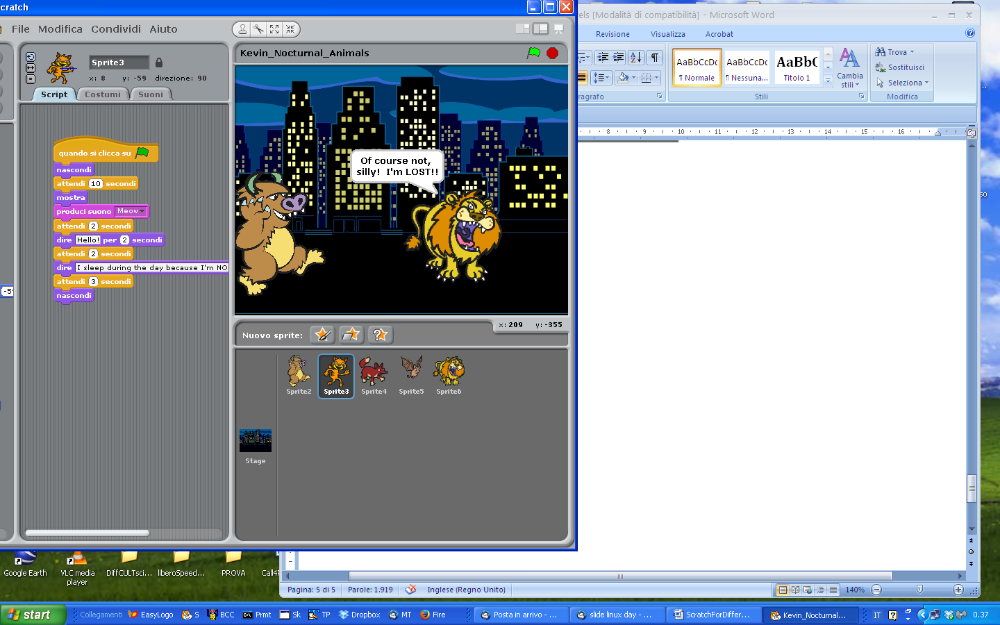 cratch
File Modifica Condividi Aiuto
Sprite3
x: 8 y: -59 direzione: 90
Script Costumi Suoni
quando si clicca su
nascondi
attendi 10 secondi
mostra
produci suono Meow
attendi 2 secondi
dire Hello! per 2 secondi
attendi 2 secondi
dire I sleep during the day because I'm NO
attendi 3 secondi
nascondi
-5
Kevin_Nocturnal_Animals
Of course not,
silly! I'm LOST!!
x: 209 y: -355
Nuovo sprite:
Sprite2 Sprite3 Sprite4 Sprite5 Sprite6
Stage
els [Modalità di compatibilità] - Microsoft Word
Revisione Visualizza Acrobat
AaBbCcDc AaBbCcDc AaBbC
¶ Normale ¶ Nessuna... Titolo 1
Cambia
stili
Trova
Sostituisci
Seleziona
ragrafo Stili Modifica
8 9 10 11 12 13 14 15 16
so
Google Earth
VLC media
player
DiffCULTsci...
liberoSpeed...
PROVA
Call4F
Pagina: 5 di 5 Parole: 1.919 Inglese (Regno Unito) 140%
start Collegamenti EasyLogo S BCC Prmt Sk TP Dropbox MT Fire Posta in arrivo - ... slide linux day - ... ScratchForDiffer... Kevin_Nocturnal... IT 0.37